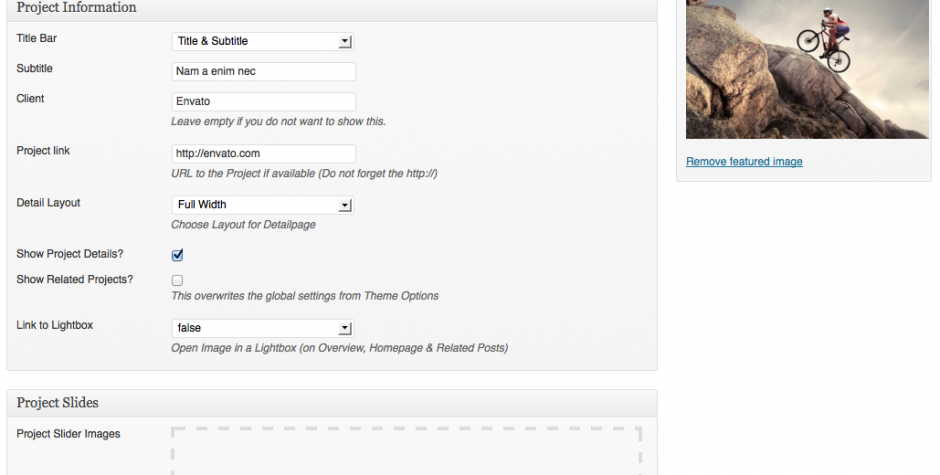 Project Information
Title Bar
Title & Subtitle
Subtitle
Nam a enim nec
Client
Envato
Leave empty if you do not want to show this.
Project link
http://envato.com
URL to the Project if available (Do not forget the http://)
Detail Layout
Full Width
Choose Layout for Detailpage
Show Project Details?
Show Related Projects?
This overwrites the global settings from Theme Options
Link to Lightbox
false
Open Image in a Lightbox (on Overview, Homepage & Related Posts)
Project Slides
Project Slider Images
Remove featured image